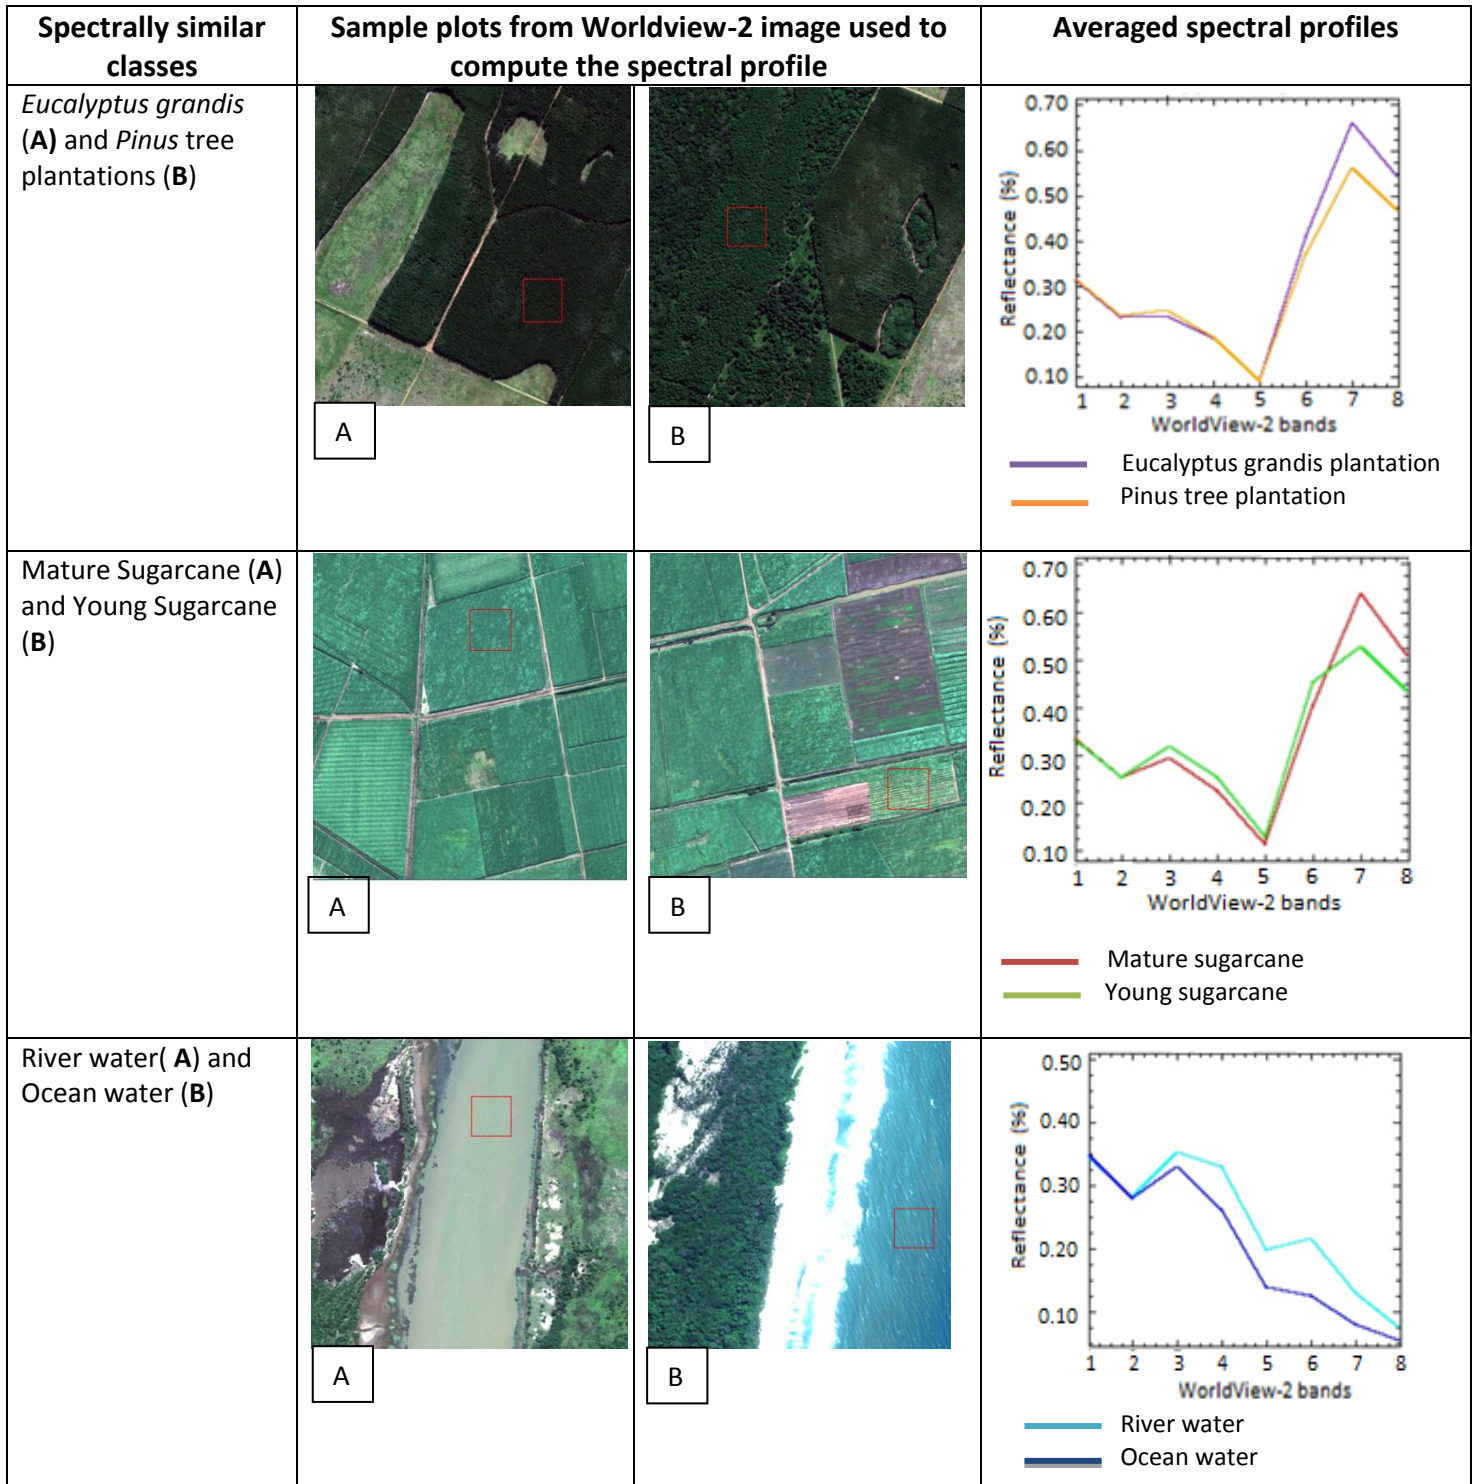 Spectrally similar
classes
Sample plots from Worldview-2 image used to
compute the spectral profile
Averaged spectral profiles
Eucalyptus grandis
(A) and Pinus tree
plantations (B)
A
B
0.70
0.60
0.50
0.40
0.30
0.20
0.10
Reflectance (%)
1 2 3 4 5 6 7 8
WorldView-2 bands
Eucalyptus grandis plantation
Pinus tree plantation
Mature Sugarcane (A)
and Young Sugarcane
(B)
A
B
0.70
0.60
0.50
0.40
0.30
0.20
0.10
Reflectance (%)
1 2 3 4 5 6 7 8
WorldView-2 bands
Mature sugarcane
Young sugarcane
River water( A) and
Ocean water (B)
A
B
0.50
0.40
0.30
0.20
0.10
Reflectance (%)
1 2 3 4 5 6 7 8
WorldView-2 bands
River water
Ocean water